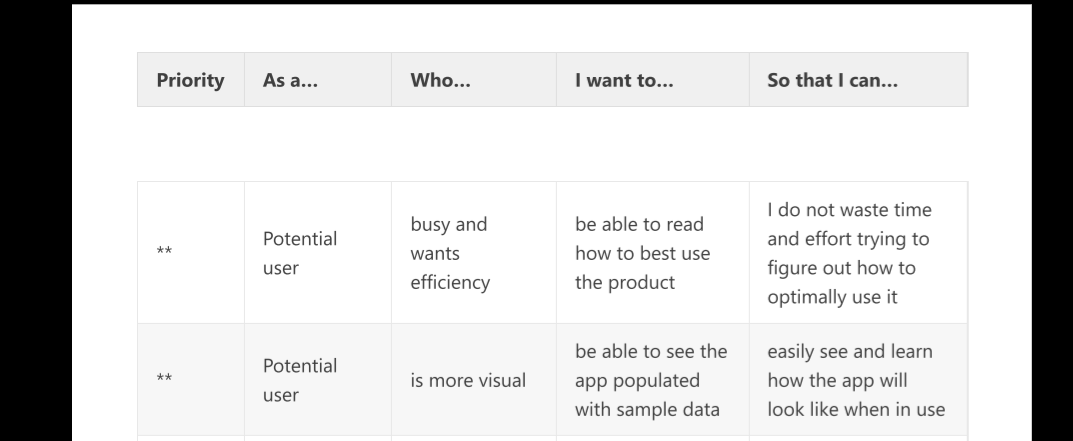 Priority As a... Who... I want to... So that I can...
** Potential user busy and wants efficiency be able to read how to best use the product I do not waste time and effort trying to figure out how to optimally use it
** Potential user is more visual be able to see the app populated with sample data easily see and learn how the app will look like when in use